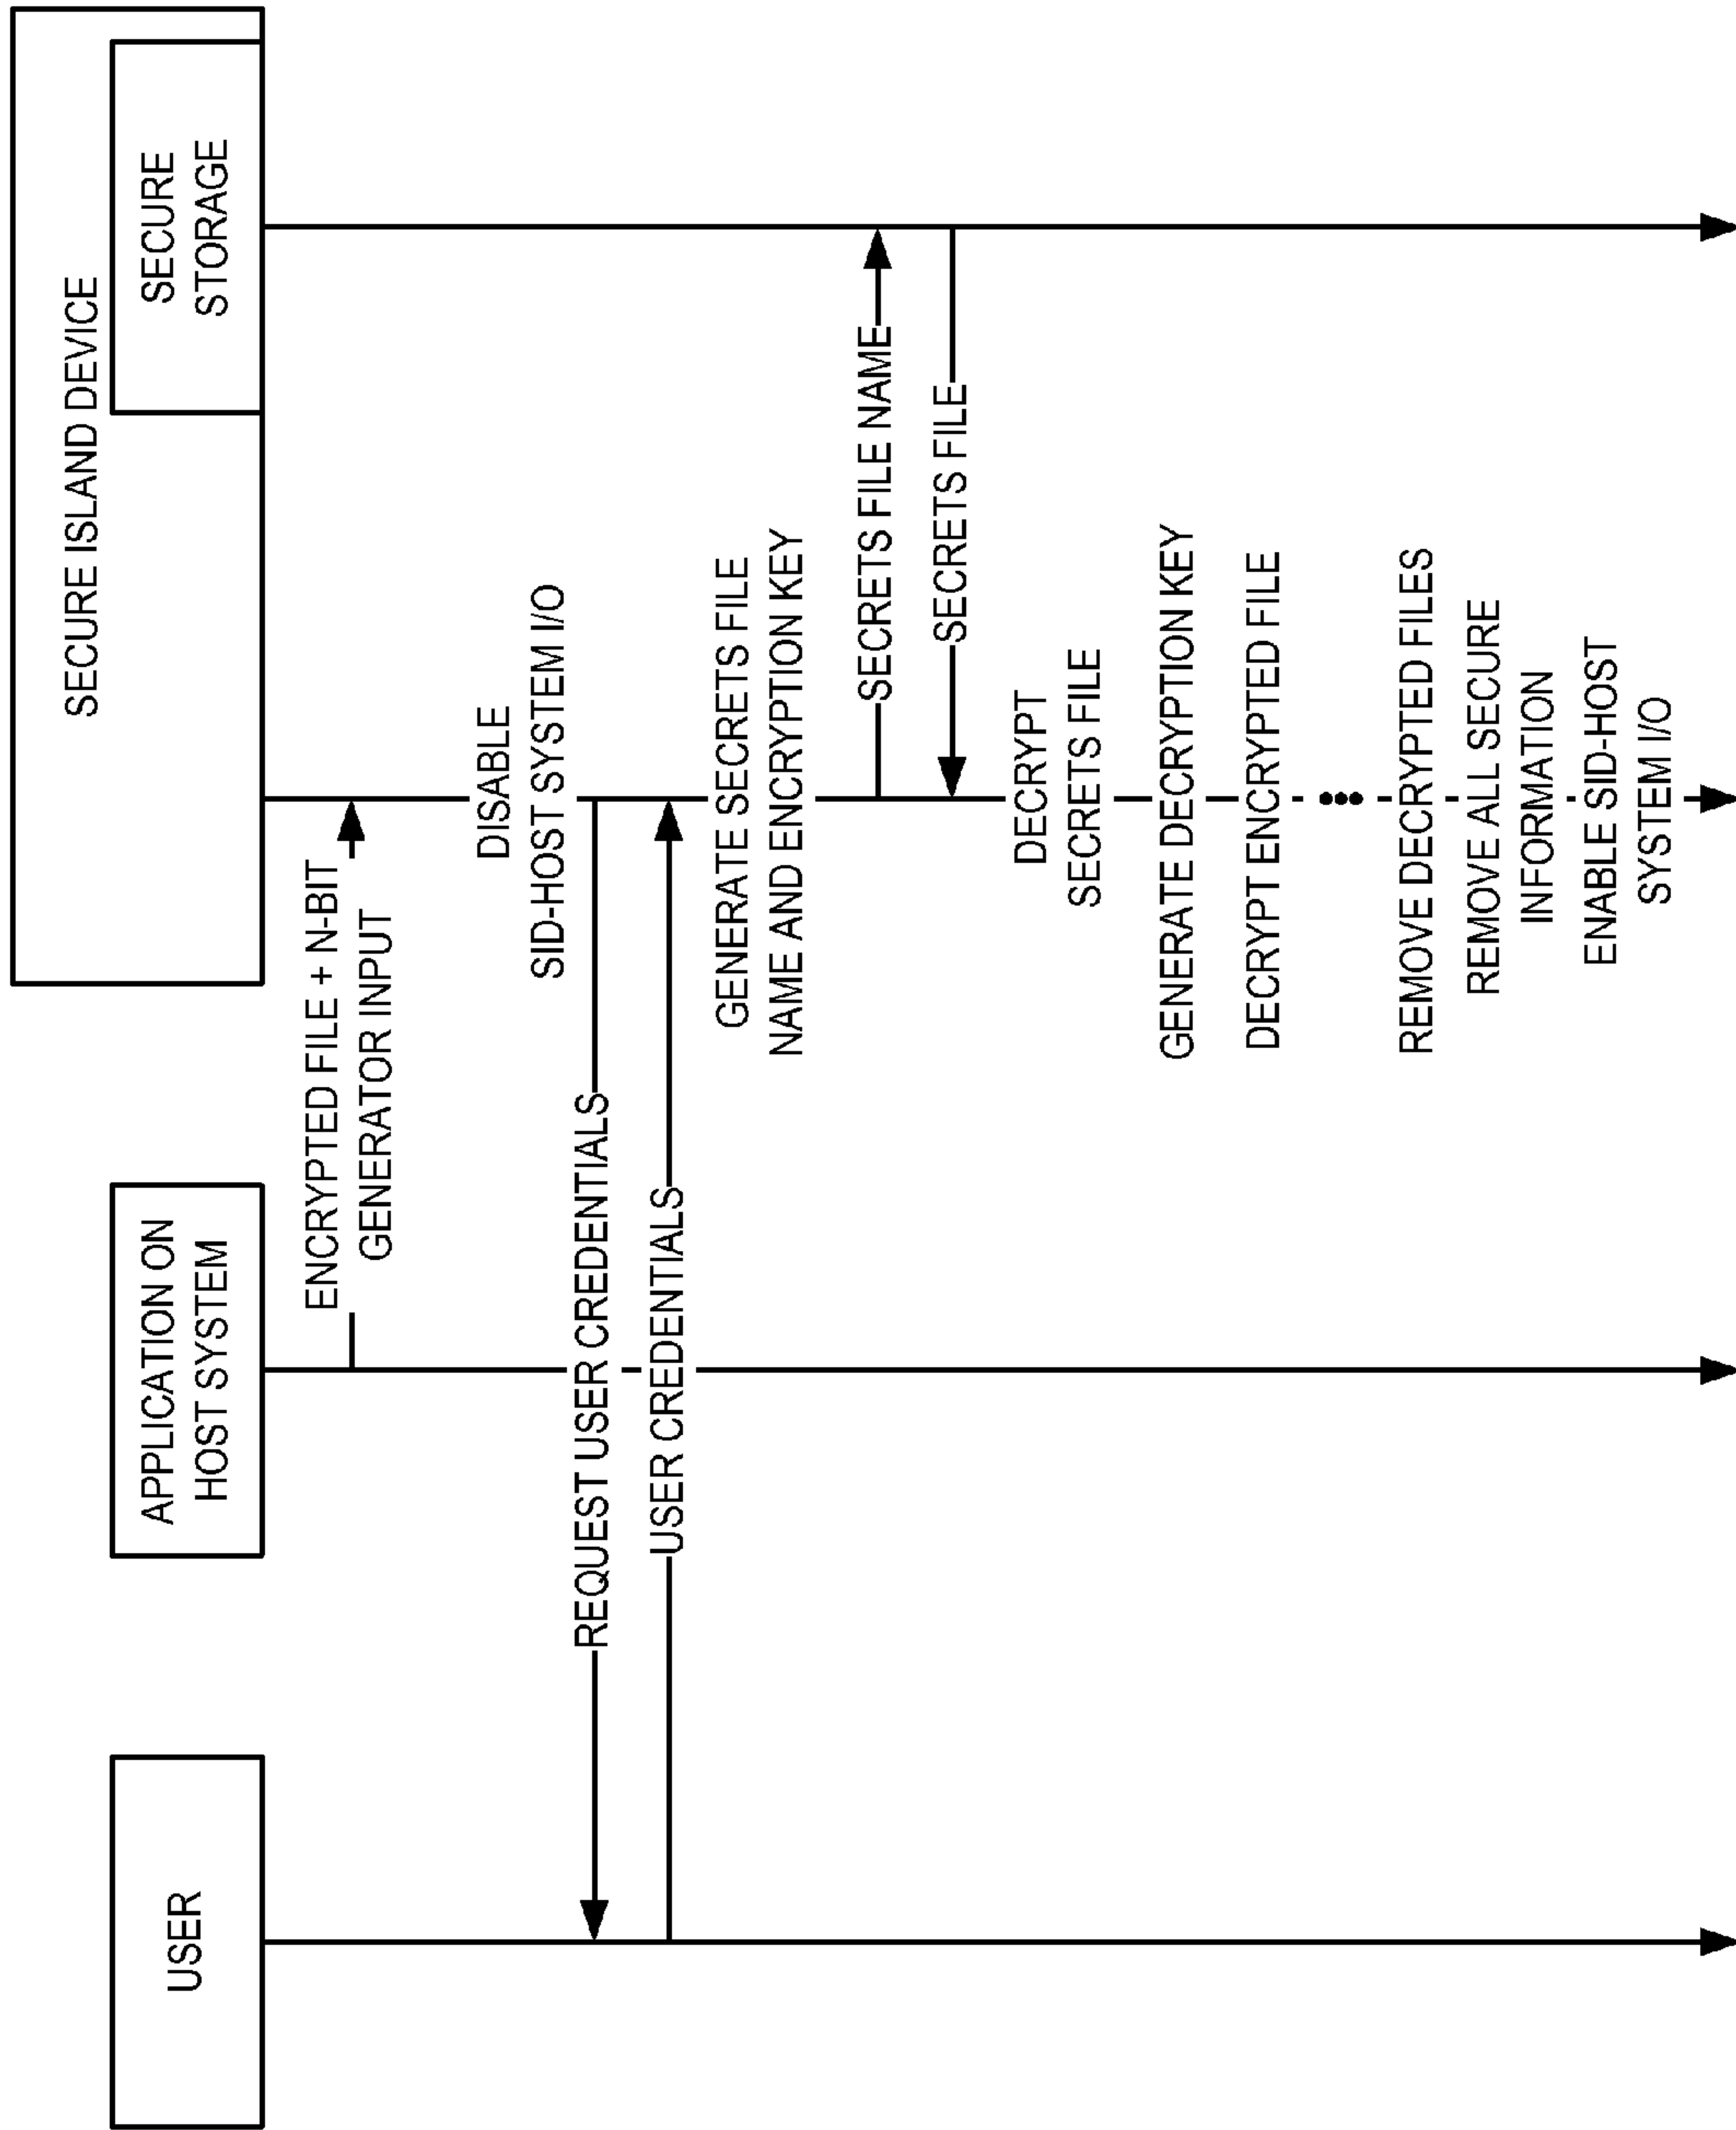 USER
APPLICATION ON
HOST SYSTEM
SECURE ISLAND DEVICE
SECURE
STORAGE
ENCRYPTED FILE + N-BIT
GENERATOR INPUT
DISABLE
SID-HOST SYSTEM I/O
REQUEST USER CREDENTIALS
USER CREDENTIALS
GENERATE SECRETS FILE
NAME AND ENCRYPTION KEY
SECRETS FILE NAME
SECRETS FILE
DECRYPT
SECRETS FILE
GENERATE DECRYPTION KEY
DECRYPT ENCRYPTED FILE
REMOVE DECRYPTED FILES
REMOVE ALL SECURE
INFORMATION
ENABLE SID-HOST
SYSTEM I/O